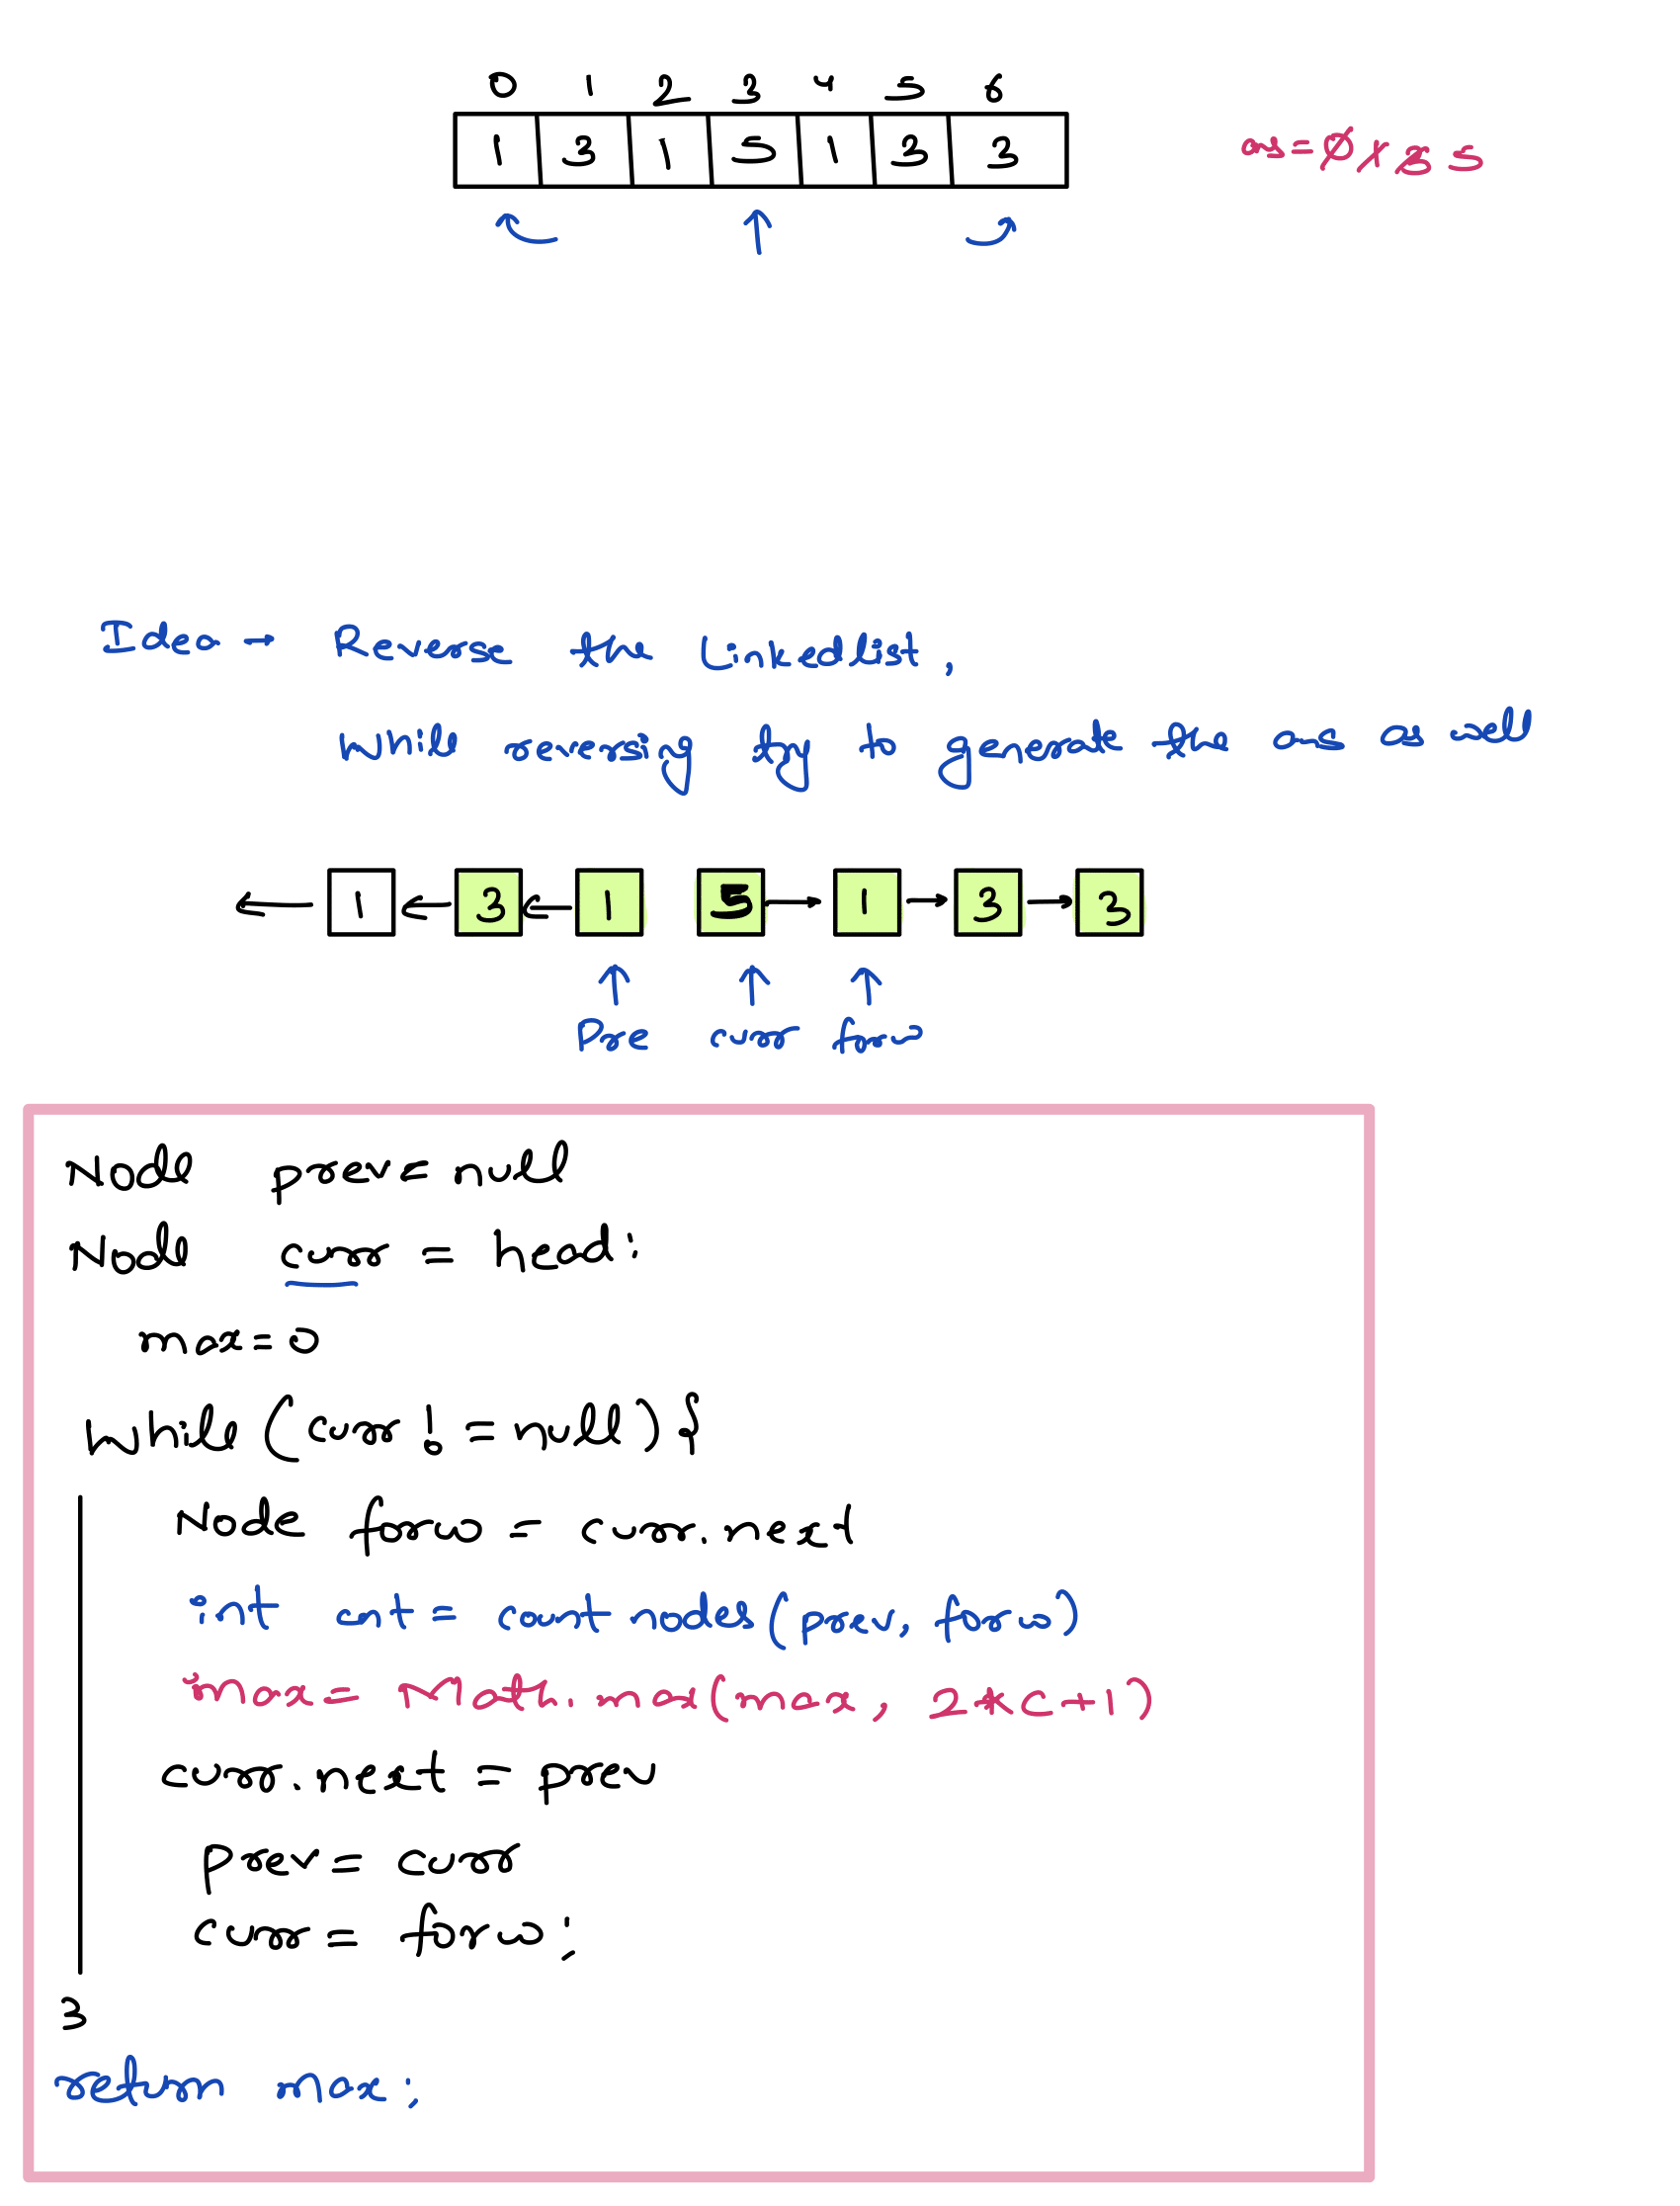 0 1 2 3 4 5 6
1 3 1 5 1 3 3
ans = 0 1 3 5
Idea → Reverse the Linkedlist,
While reversing try to generate the ans as well
1 3 1 5 1 3 3
Pre curr forw
Node prev = null
Node curr = head;
max = 0
While (curr != null) {
Node forw = curr.next
int cnt = count nodes (prev, forw)
max = Math.max(max, 2*c+1)
curr.next = prev
prev = curr
curr = forw;
}
return max;